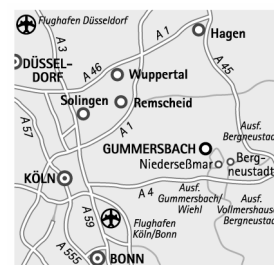 Flughafen Düsseldorf
A 3
A 1
Hagen
DÜSSEL-
DORF
A 46
Wuppertal
A 45
Solingen
Remscheid
A 57
A 1
Ausf.
Bergneustadt
GUMMERSBACH
Niederseßmar
Berg-
neustadt
KÖLN
A 4
Ausf.
Gummersbach/
Wiehl
Ausf.
Bergneustadt
A 59
Flughafen
Köln/Bonn
A 555
BONN